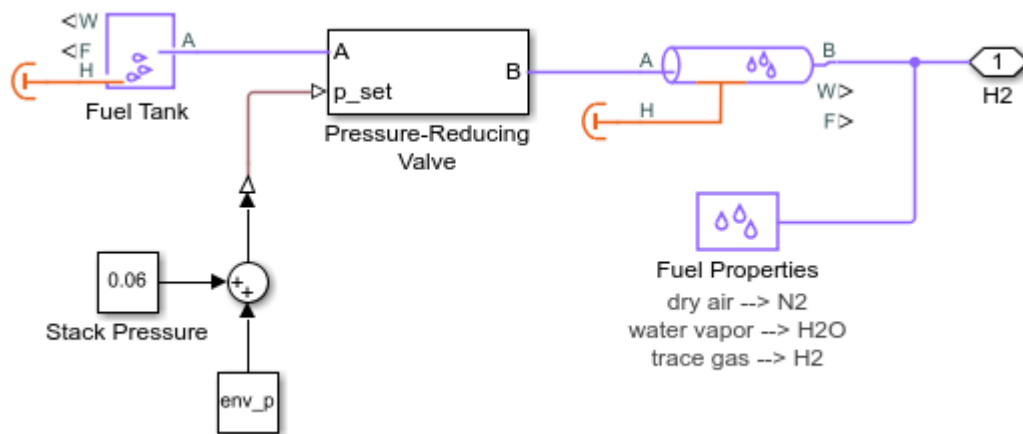 <W
<F
H
A
Fuel Tank
A
p_set
B
Pressure-Reducing
Valve
A
H
B
W>
F>
1
H2
0.06
Stack Pressure
+
+
env_p
Fuel Properties
dry air --> N2
water vapor --> H2O
trace gas --> H2